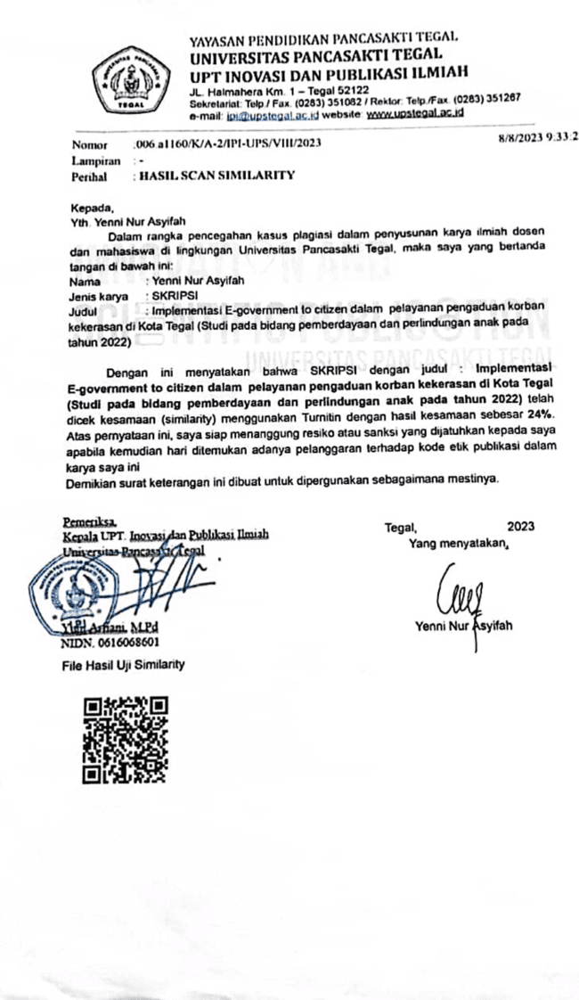 YAYASAN PENDIDIKAN PANCASAKTI TEGAL
UNIVERSITAS PANCASAKTI TEGAL
UPT INOVASI DAN PUBLIKASI ILMIAH
JL. Halmahera Km. 1 – Tegal 52122
Sekretariat: Telp./ Fax. (0283) 351082 / Rektor: Telp./Fax. (0283) 351267
e-mail: ipi@upstegal.ac.id website: www.upstegal.ac.id
UNIVERSITAS PANCASAKTI
TEGAL
Nomor : 006 a1160/K/A-2/IPI-UPS/VIII/2023 8/8/2023 9:33:2
Lampiran : -
Perihal : HASIL SCAN SIMILARITY
Kepada,
Yth. Yenni Nur Asyifah
Dalam rangka pencegahan kasus plagiasi dalam penyusunan karya ilmiah dosen
dan mahasiswa di lingkungan Universitas Pancasakti Tegal, maka saya yang bertanda
tangan di bawah ini:
Nama : Yenni Nur Asyifah
Jenis karya : SKRIPSI
Judul : Implementasi E-government to citizen dalam pelayanan pengaduan korban
kekerasan di Kota Tegal (Studi pada bidang pemberdayaan dan perlindungan anak pada
tahun 2022)
INNOVATION AND
SCIENTIFIC PUBLICATION
UNIVERSITAS PANCASAKTI TEGAL
Dengan ini menyatakan bahwa SKRIPSI dengan judul : Implementasi
E-government to citizen dalam pelayanan pengaduan korban kekerasan di Kota Tegal
(Studi pada bidang pemberdayaan dan perlindungan anak pada tahun 2022) telah
dicek kesamaan (similarity) menggunakan Turnitin dengan hasil kesamaan sebesar 24%.
Atas pernyataan ini, saya siap menanggung resiko atau sanksi yang dijatuhkan kepada saya
apabila kemudian hari ditemukan adanya pelanggaran terhadap kode etik publikasi dalam
karya saya ini
Demikian surat keterangan ini dibuat untuk dipergunakan sebagaimana mestinya.
Pemeriksa,
Kepala UPT. Inovasi dan Publikasi Ilmiah
Universitas Pancasakti Tegal
M.Pd
NIDN. 0616068601
Tegal, 2023
Yang menyatakan,
Yenni Nur Asyifah
File Hasil Uji Similarity